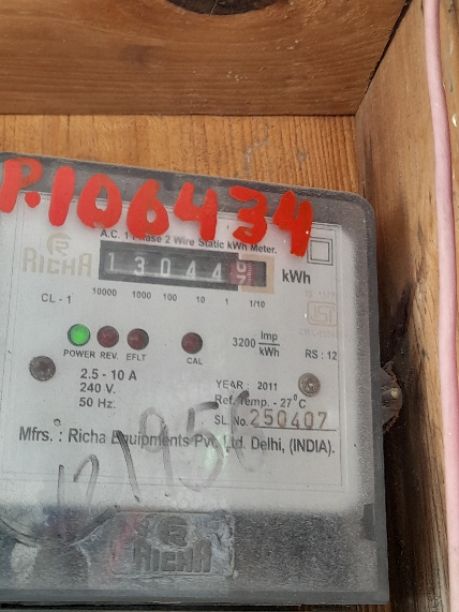 P.106434
A.C. 1 Phase 2 Wire Static kWh Meter.
RICHA
13044 kWh
10000 1000 100 10 1 1/10
CL - 1
POWER REV. EFLT CAL
3200 Imp/kWh
RS : 12
2.5 - 10 A
240 V.
50 Hz.
YEAR : 2011
Ref. Temp. - 27°C
SL No. 250407
Mfrs. : Richa Equipments Pvt. Ltd. Delhi, (INDIA).
RICHA